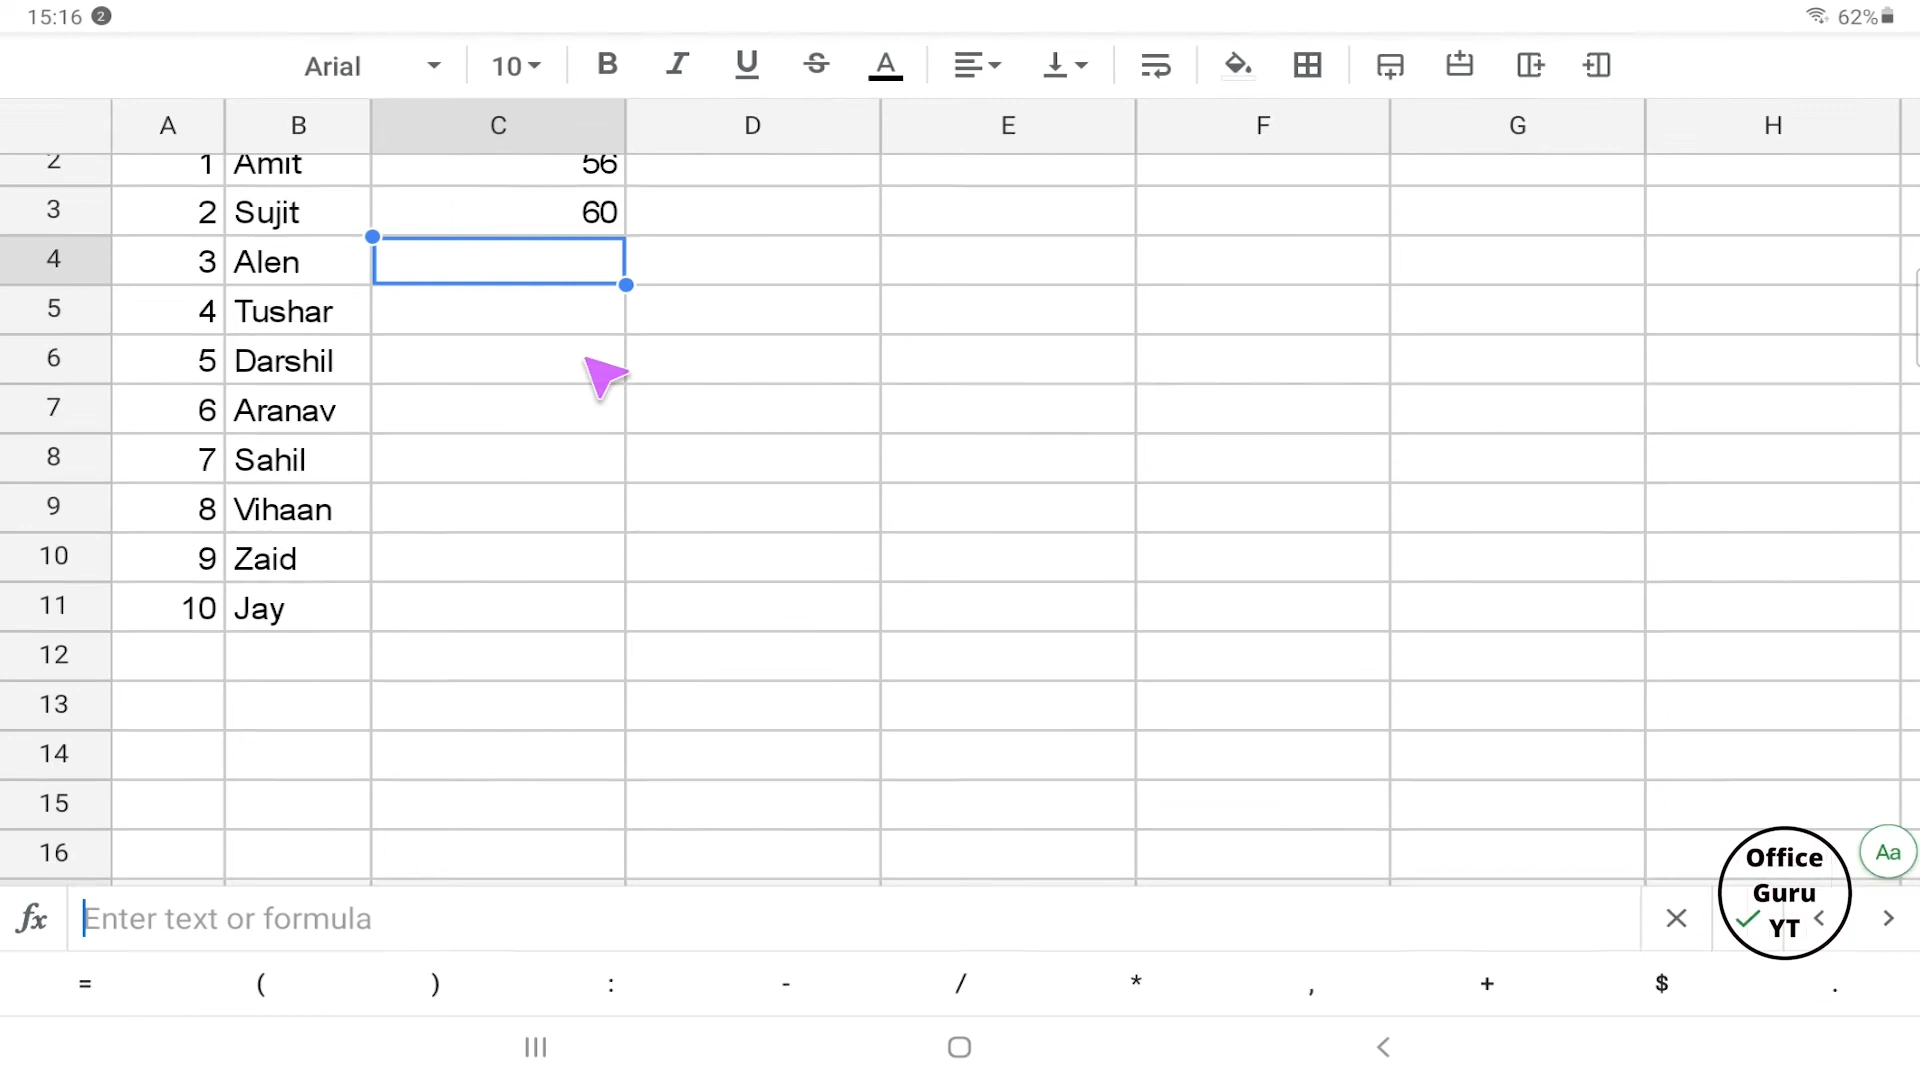 15:16 2 62%
Arial 10 B I U S A
A B C D E F G H
2 1 Amit 56
3 2 Sujit 60
4 3 Alen
5 4 Tushar
6 5 Darshil
7 6 Aranav
8 7 Sahil
9 8 Vihaan
10 9 Zaid
11 10 Jay
12
13
14
15
16
Office
Guru
YT
Aa
fx Enter text or formula
= ( ) : - / * , + $ .